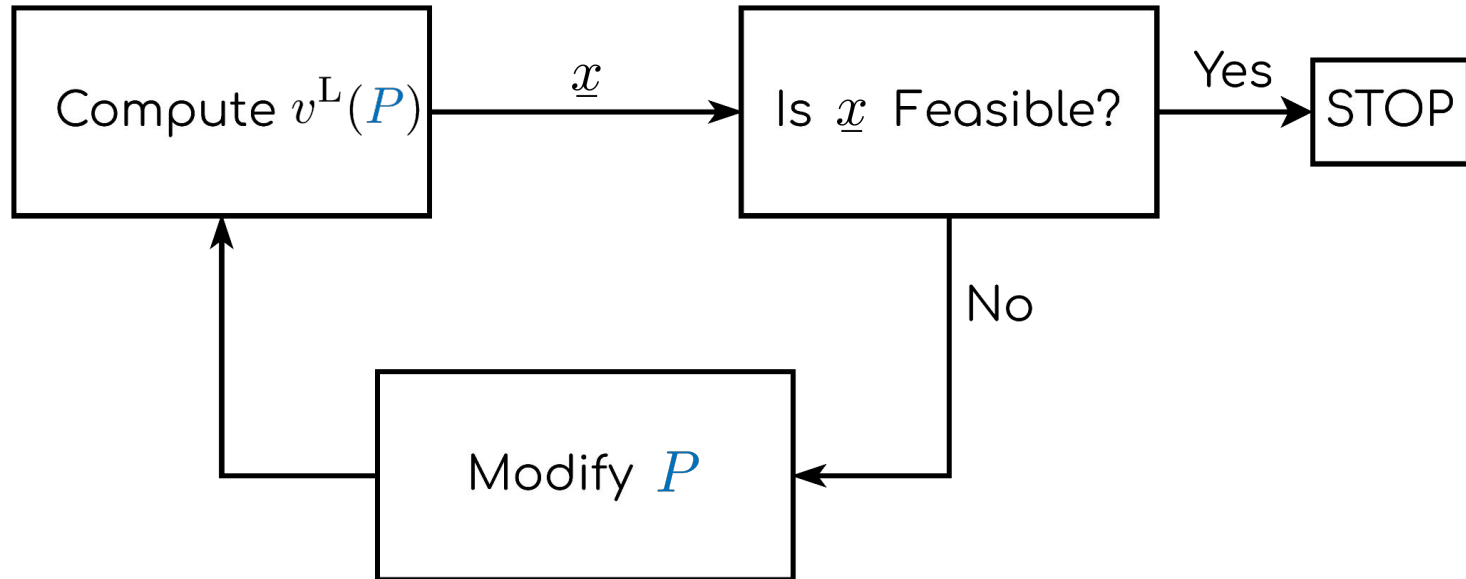 Compute v^L(P)
x̲
Is x̲ Feasible?
Yes
STOP
No
Modify P